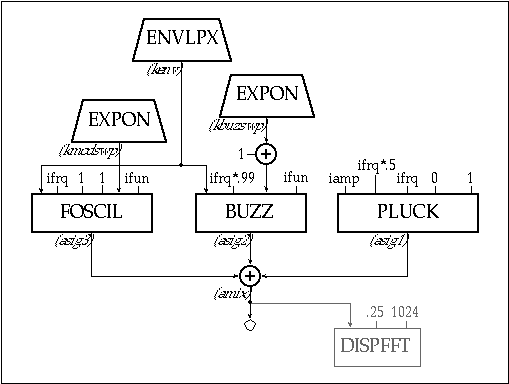 ENVLPX
(kenv)
EXPON
(kbuzswp)
EXPON
(kmodswp)
1
+
ifrq 1 1 ifun
ifrq*.99 ifun
iamp ifrq*.5 ifrq 0 1
FOSCIL
BUZZ
PLUCK
(asig3)
(asig2)
(asig1)
+
(amix)
.25 1024
DISPFFT